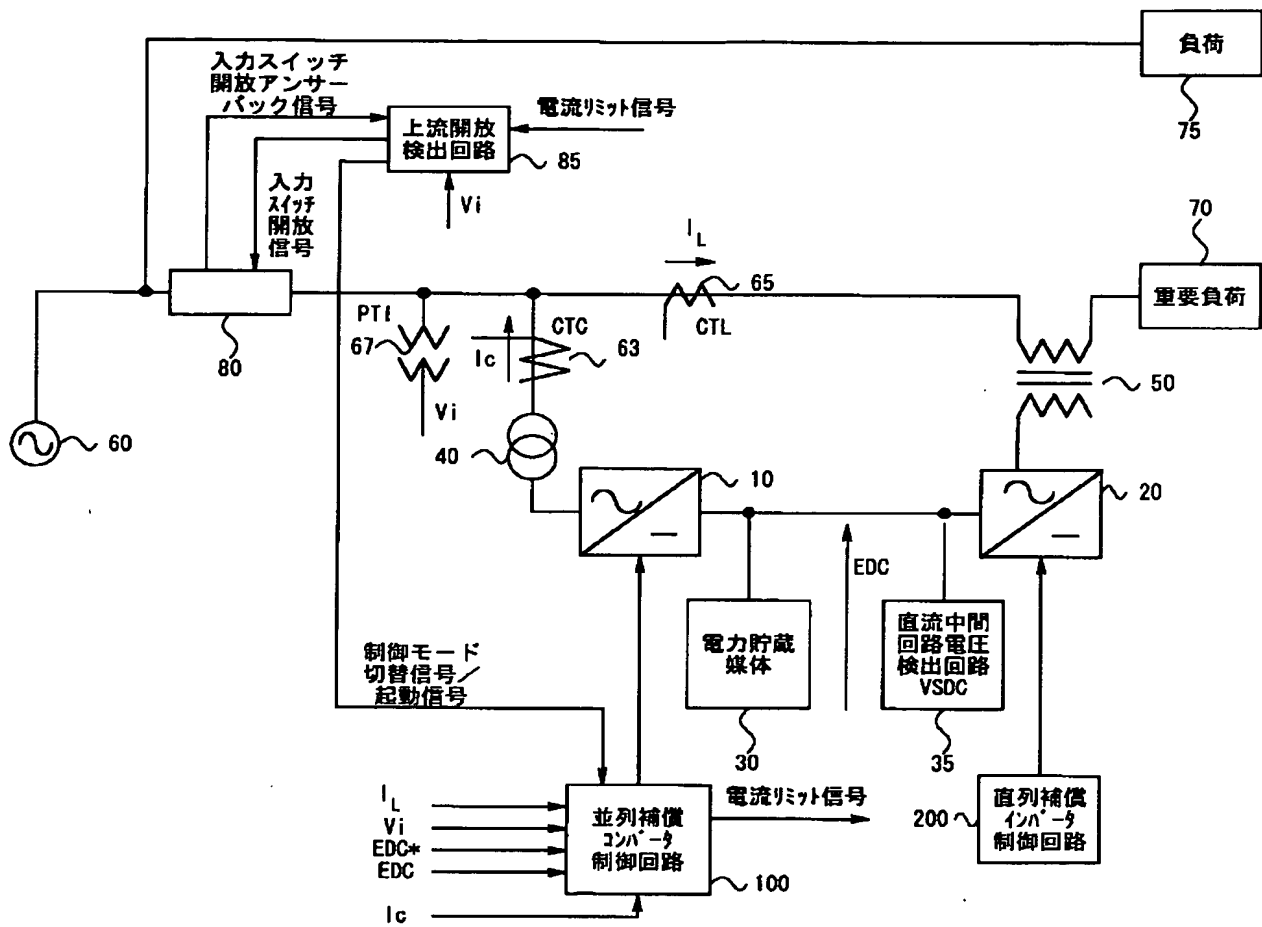 負荷
75
入力スイッチ
開放アンサー
バック信号
上流開放
検出回路
85
電流リミット信号
Vi
入力
スイッチ
開放
信号
80
60
PTI
67
Vi
CTC
Ic
63
IL
65
CTL
70
重要負荷
50
40
10
20
EDC
電力貯蔵
媒体
30
直流中間
回路電圧
検出回路
VSDC
35
制御モード
切替信号/
起動信号
IL
Vi
EDC*
EDC
Ic
並列補償
コンバータ
制御回路
100
電流リミット信号
200
直列補償
インバータ
制御回路